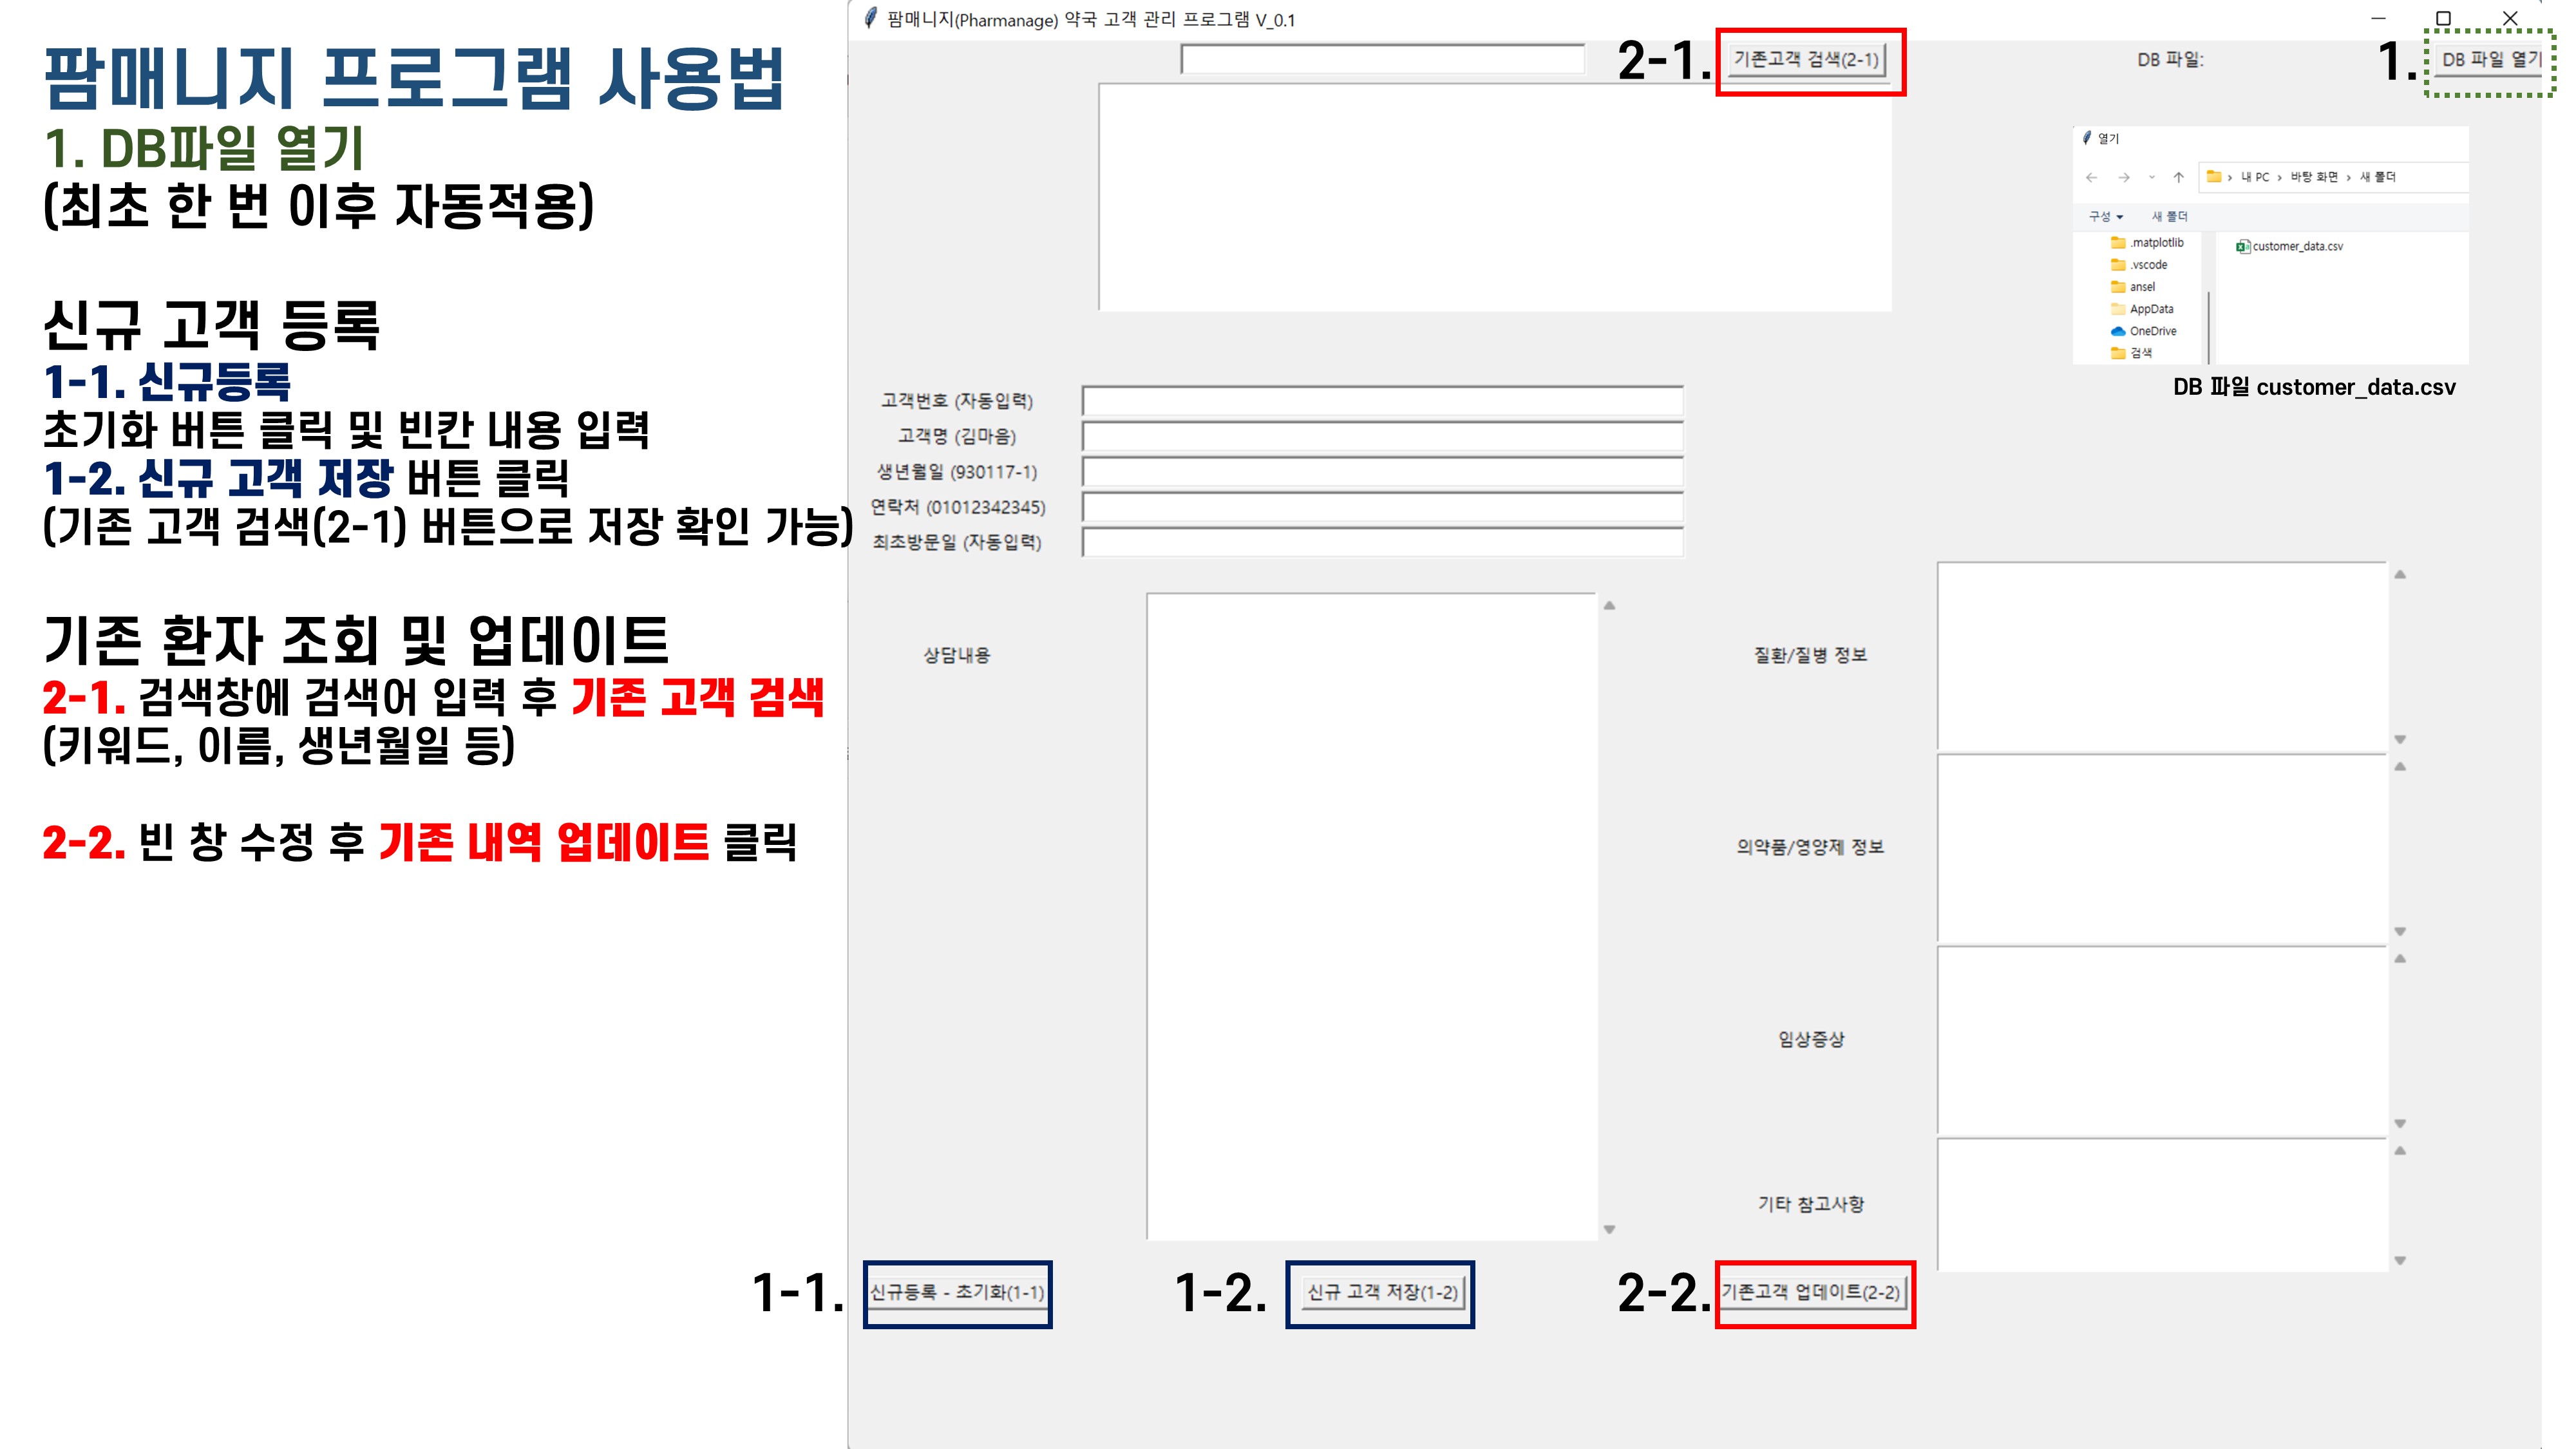 팜매니지 프로그램 사용법
1. DB파일 열기
(최초 한 번 이후 자동적용)
신규 고객 등록
1-1. 신규등록
초기화 버튼 클릭 및 빈칸 내용 입력
1-2. 신규 고객 저장 버튼 클릭
(기존 고객 검색(2-1) 버튼으로 저장 확인 가능)
기존 환자 조회 및 업데이트
2-1. 검색창에 검색어 입력 후 기존 고객 검색
(키워드, 이름, 생년월일 등)
2-2. 빈 창 수정 후 기존 내역 업데이트 클릭
팜매니지(Pharmanage) 약국 고객 관리 프로그램 V_0.1
2-1. 기존고객 검색(2-1)
DB 파일:
1. DB 파일 열기
열기
내 PC › 바탕 화면 › 새 폴더
구성 새 폴더
.matplotlib
customer_data.csv
.vscode
ansel
AppData
OneDrive
검색
DB 파일 customer_data.csv
고객번호 (자동입력)
고객명 (김마음)
생년월일 (930117-1)
연락처 (01012342345)
최초방문일 (자동입력)
상담내용
질환/질병 정보
의약품/영양제 정보
임상증상
기타 참고사항
1-1. 신규등록 - 초기화(1-1)
1-2. 신규 고객 저장(1-2)
2-2. 기존고객 업데이트(2-2)